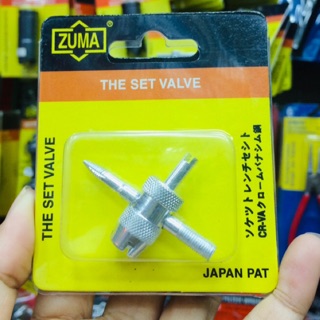 ZUMA
THE SET VALVE
THE SET VALVE
ソケットレンチセット
CR-VAクロームバナシム鋼
JAPAN PAT